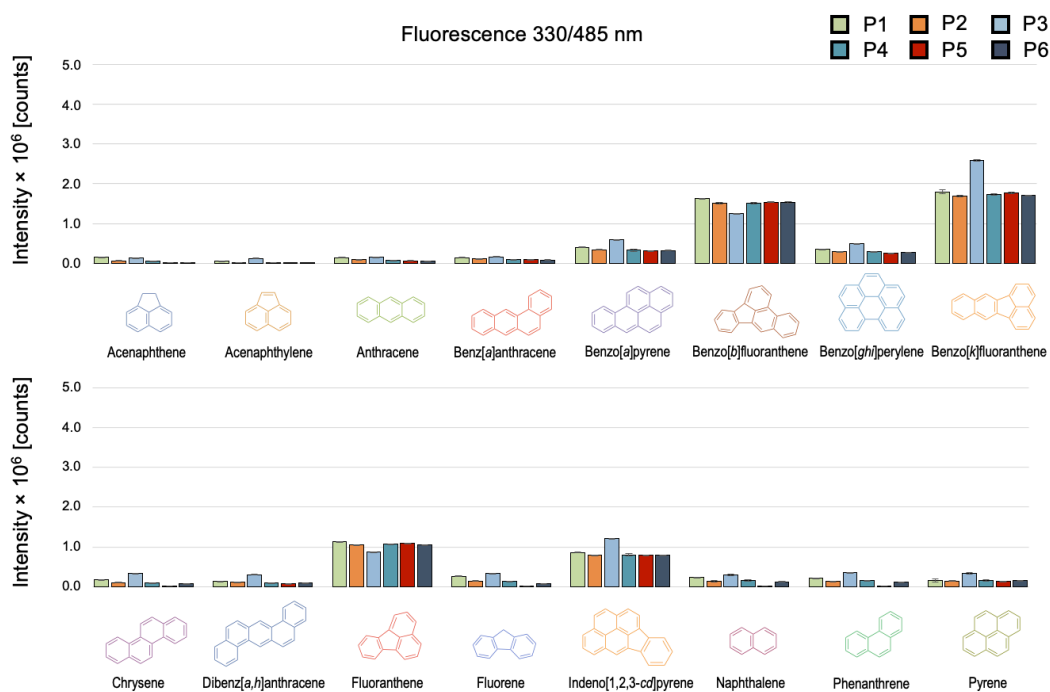 Fluorescence 330/485 nm
P1 P2 P3
P4 P5 P6
Intensity × 10⁶ [counts]
5.0
4.0
3.0
2.0
1.0
0.0
Acenaphthene Acenaphthylene Anthracene Benz[a]anthracene Benzo[a]pyrene Benzo[b]fluoranthene Benzo[ghi]perylene Benzo[k]fluoranthene
Intensity × 10⁶ [counts]
5.0
4.0
3.0
2.0
1.0
0.0
Chrysene Dibenz[a,h]anthracene Fluoranthene Fluorene Indeno[1,2,3-cd]pyrene Naphthalene Phenanthrene Pyrene